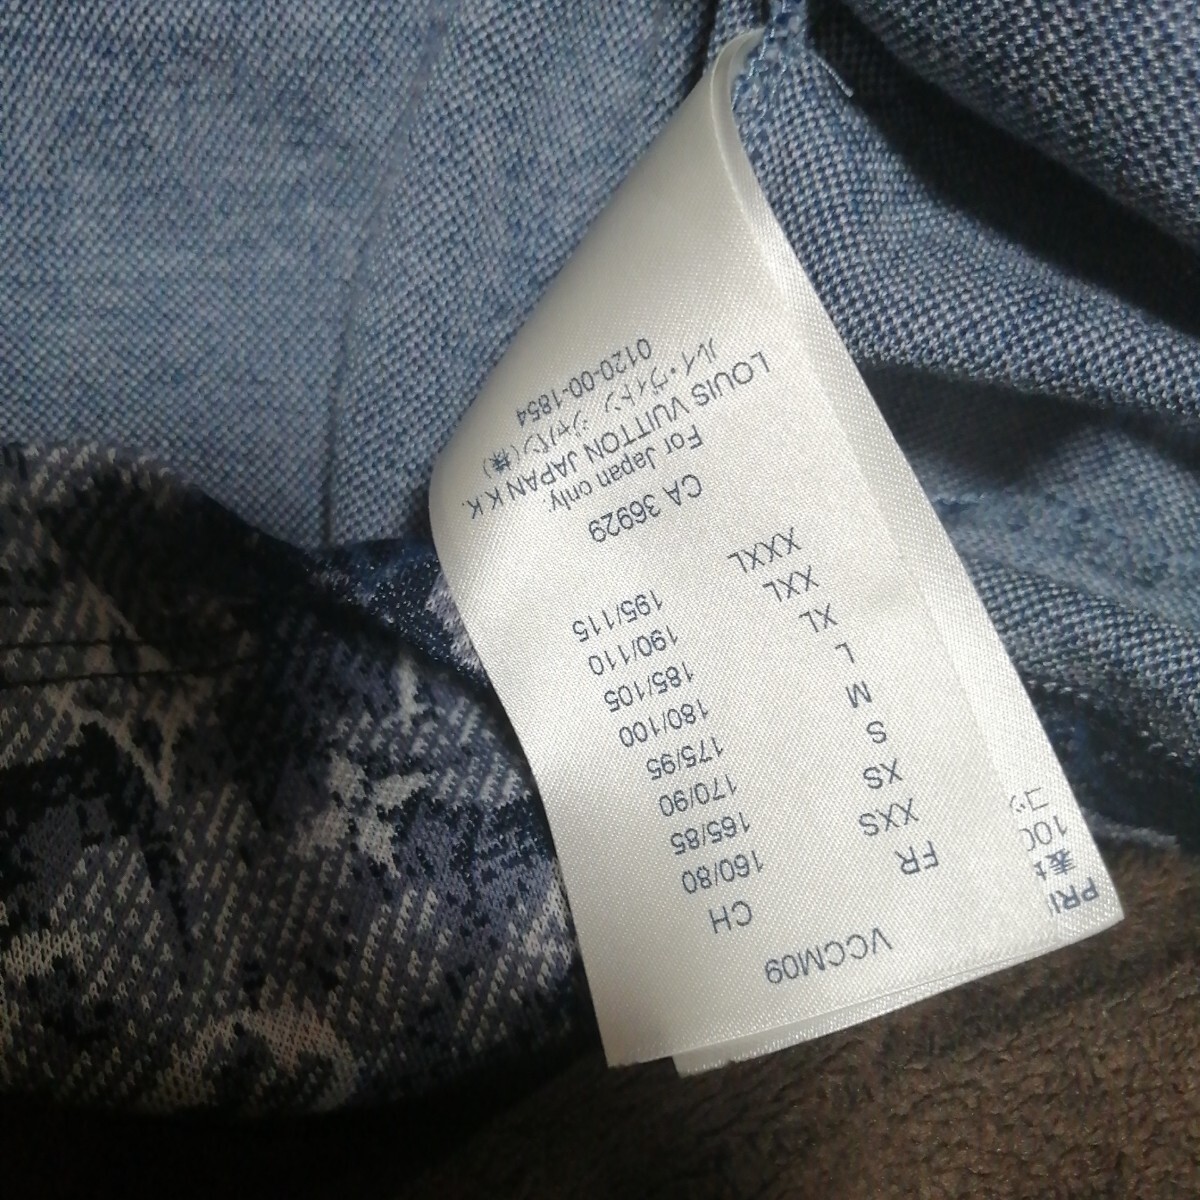 VCCM09
FR CH
XXS 160/80
XS 165/85
S 170/90
M 175/95
L 180/100
XL 185/105
XXL 190/110
XXXL 195/115
CA 36929
For Japan only.
LOUIS VUITTON JAPAN K.K.
ルイ・ヴィトン ジャパン(株)
0120-00-1854